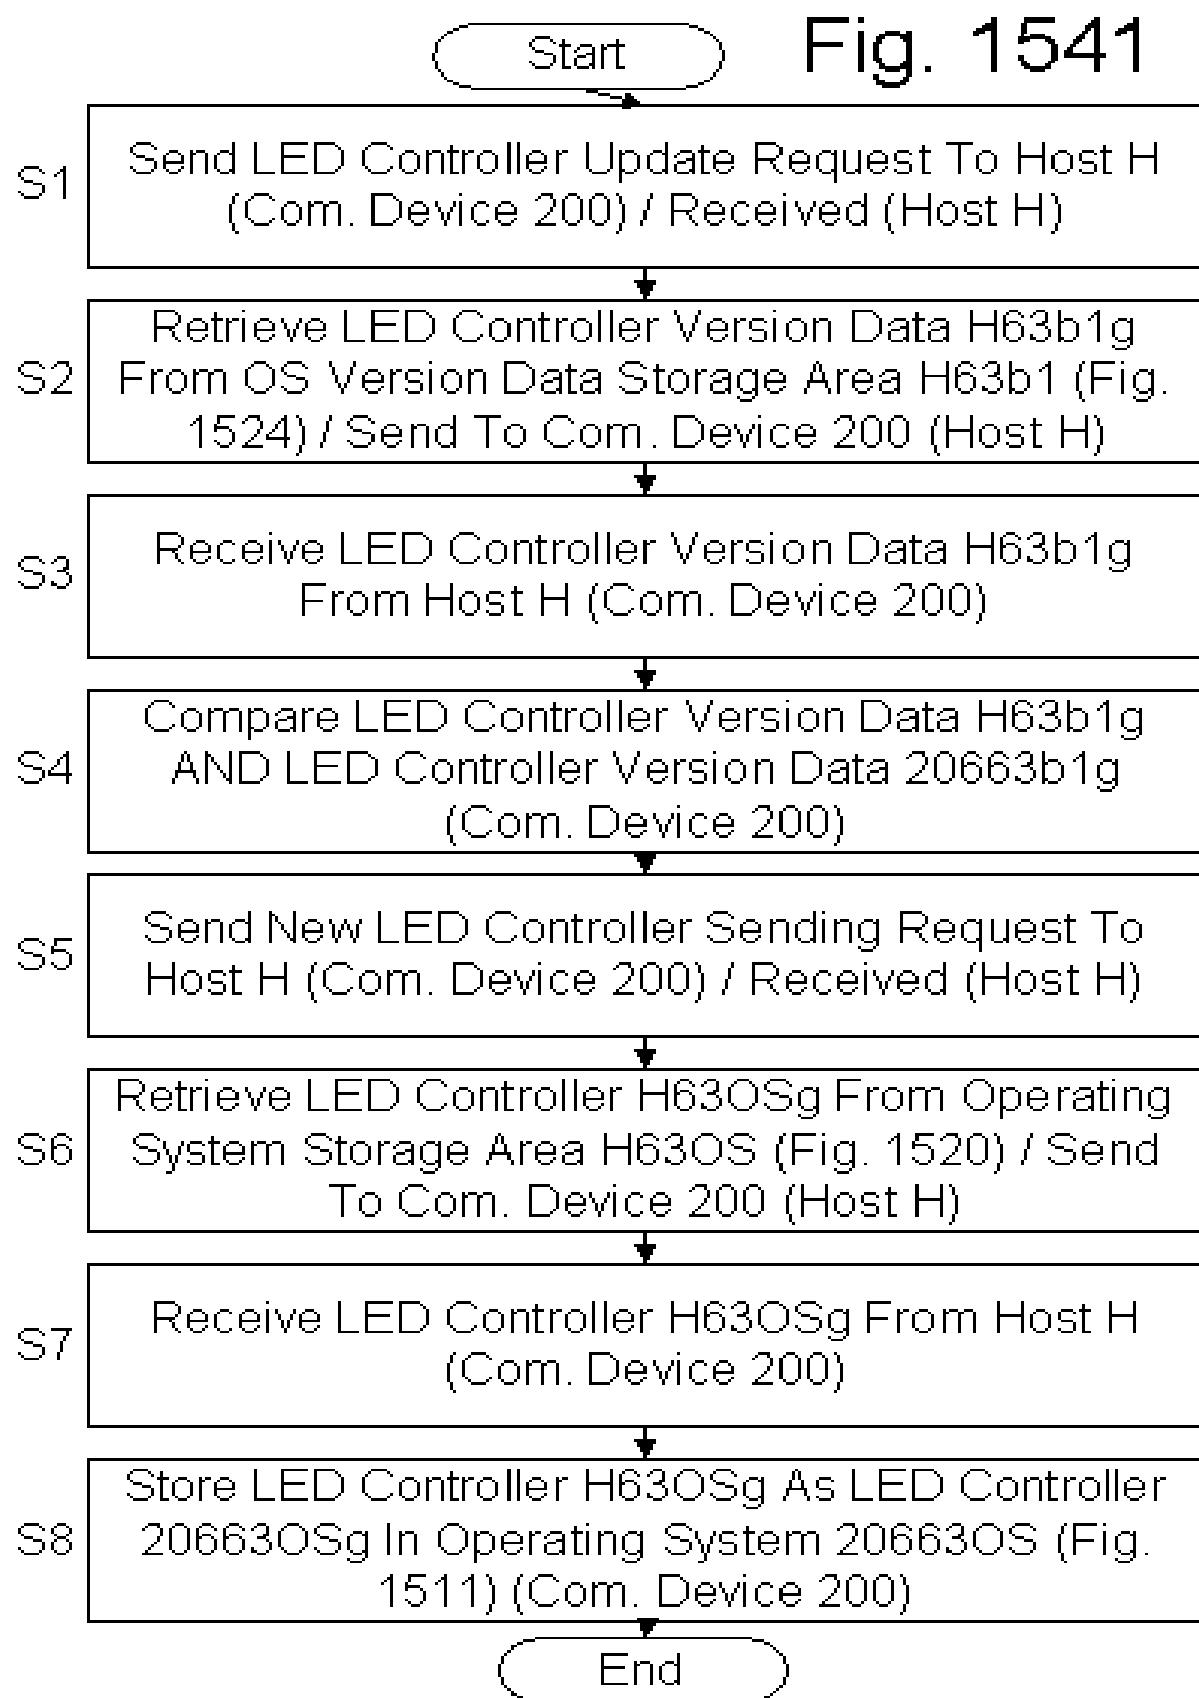 Start
Fig. 1541
S1
Send LED Controller Update Request To Host H
(Com. Device 200) / Received (Host H)
S2
Retrieve LED Controller Version Data H63b1g
From OS Version Data Storage Area H63b1 (Fig.
1524) / Send To Com. Device 200 (Host H)
S3
Receive LED Controller Version Data H63b1g
From Host H (Com. Device 200)
S4
Compare LED Controller Version Data H63b1g
AND LED Controller Version Data 20663b1g
(Com. Device 200)
S5
Send New LED Controller Sending Request To
Host H (Com. Device 200) / Received (Host H)
S6
Retrieve LED Controller H63OSg From Operating
System Storage Area H63OS (Fig. 1520) / Send
To Com. Device 200 (Host H)
S7
Receive LED Controller H63OSg From Host H
(Com. Device 200)
S8
Store LED Controller H63OSg As LED Controller
20663OSg In Operating System 20663OS (Fig.
1511) (Com. Device 200)
End